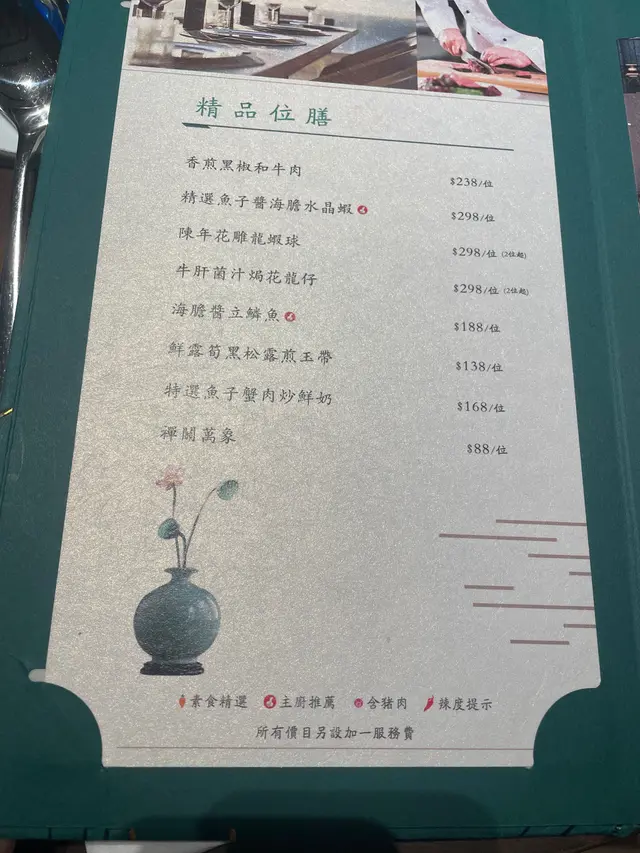 精品位膳
香煎黑椒和牛肉 $238/位
精選魚子醬海膽水晶蝦 $298/位
陳年花雕龍蝦球 $298/位 (2位起)
牛肝菌汁焗花龍仔 $298/位 (2位起)
海膽醬立鱗魚 $188/位
鮮露荀黑松露煎玉帶 $138/位
特選魚子蟹肉炒鮮奶 $168/位
禪關萬象 $88/位
素食精選 主廚推薦 含猪肉 辣度提示
所有價目另設加一服務費